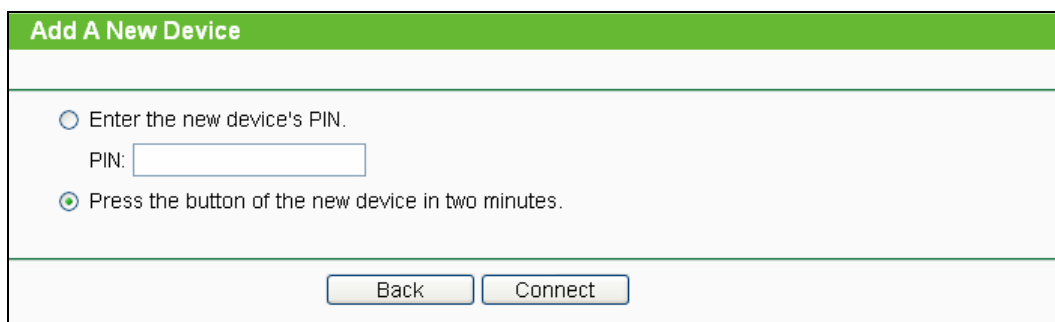 Add A New Device
Enter the new device's PIN.
PIN:
Press the button of the new device in two minutes.
Back Connect